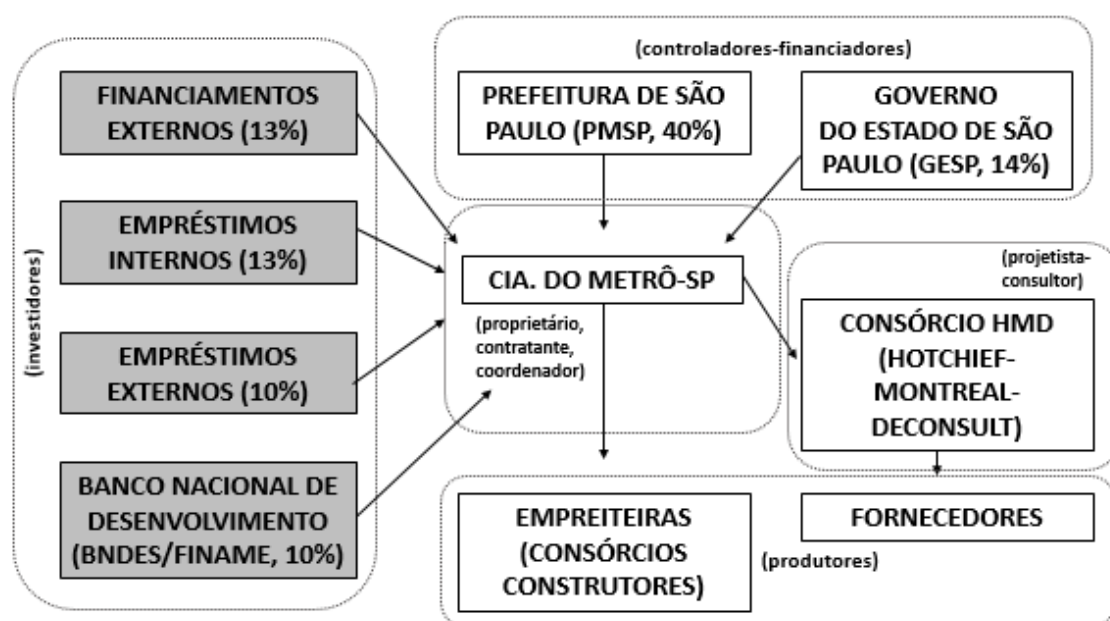 (controladores-financiadores)
FINANCIAMENTOS
EXTERNOS (13%)
PREFEITURA DE SÃO
PAULO (PMSP, 40%)
GOVERNO
DO ESTADO DE SÃO
PAULO (GESP, 14%)
(investidores)
EMPRÉSTIMOS
INTERNOS (13%)
CIA. DO METRÔ-SP
(proprietário,
contratante,
coordenador)
(projetista-
consultor)
CONSÓRCIO HMD
(HOTCHIEF-
MONTREAL-
DECONSULT)
EMPRÉSTIMOS
EXTERNOS (10%)
BANCO NACIONAL DE
DESENVOLVIMENTO
(BNDES/FINAME, 10%)
EMPREITEIRAS
(CONSÓRCIOS
CONSTRUTORES)
FORNECEDORES
(produtores)